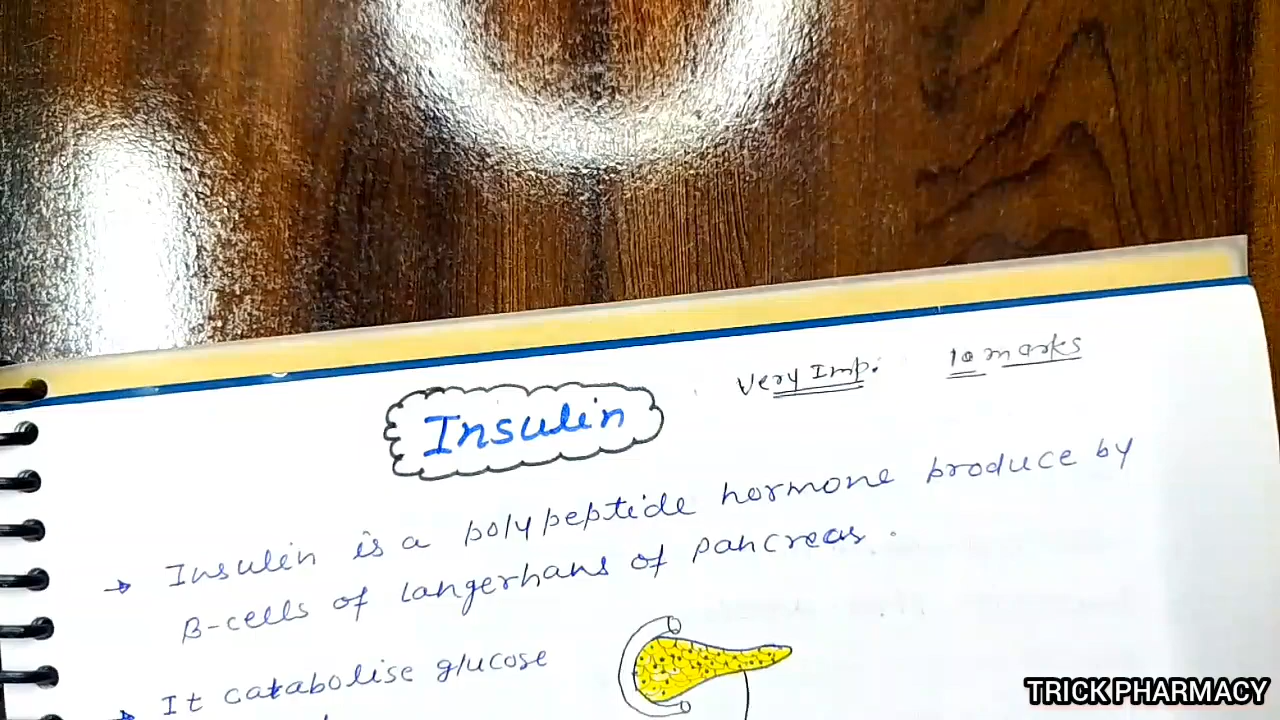 Very Imp. 10 marks
Insulin
→ Insulin is a polypeptide hormone produce by
β-cells of Langerhans of pancreas.
→ It catabolise glucose
TRICK PHARMACY